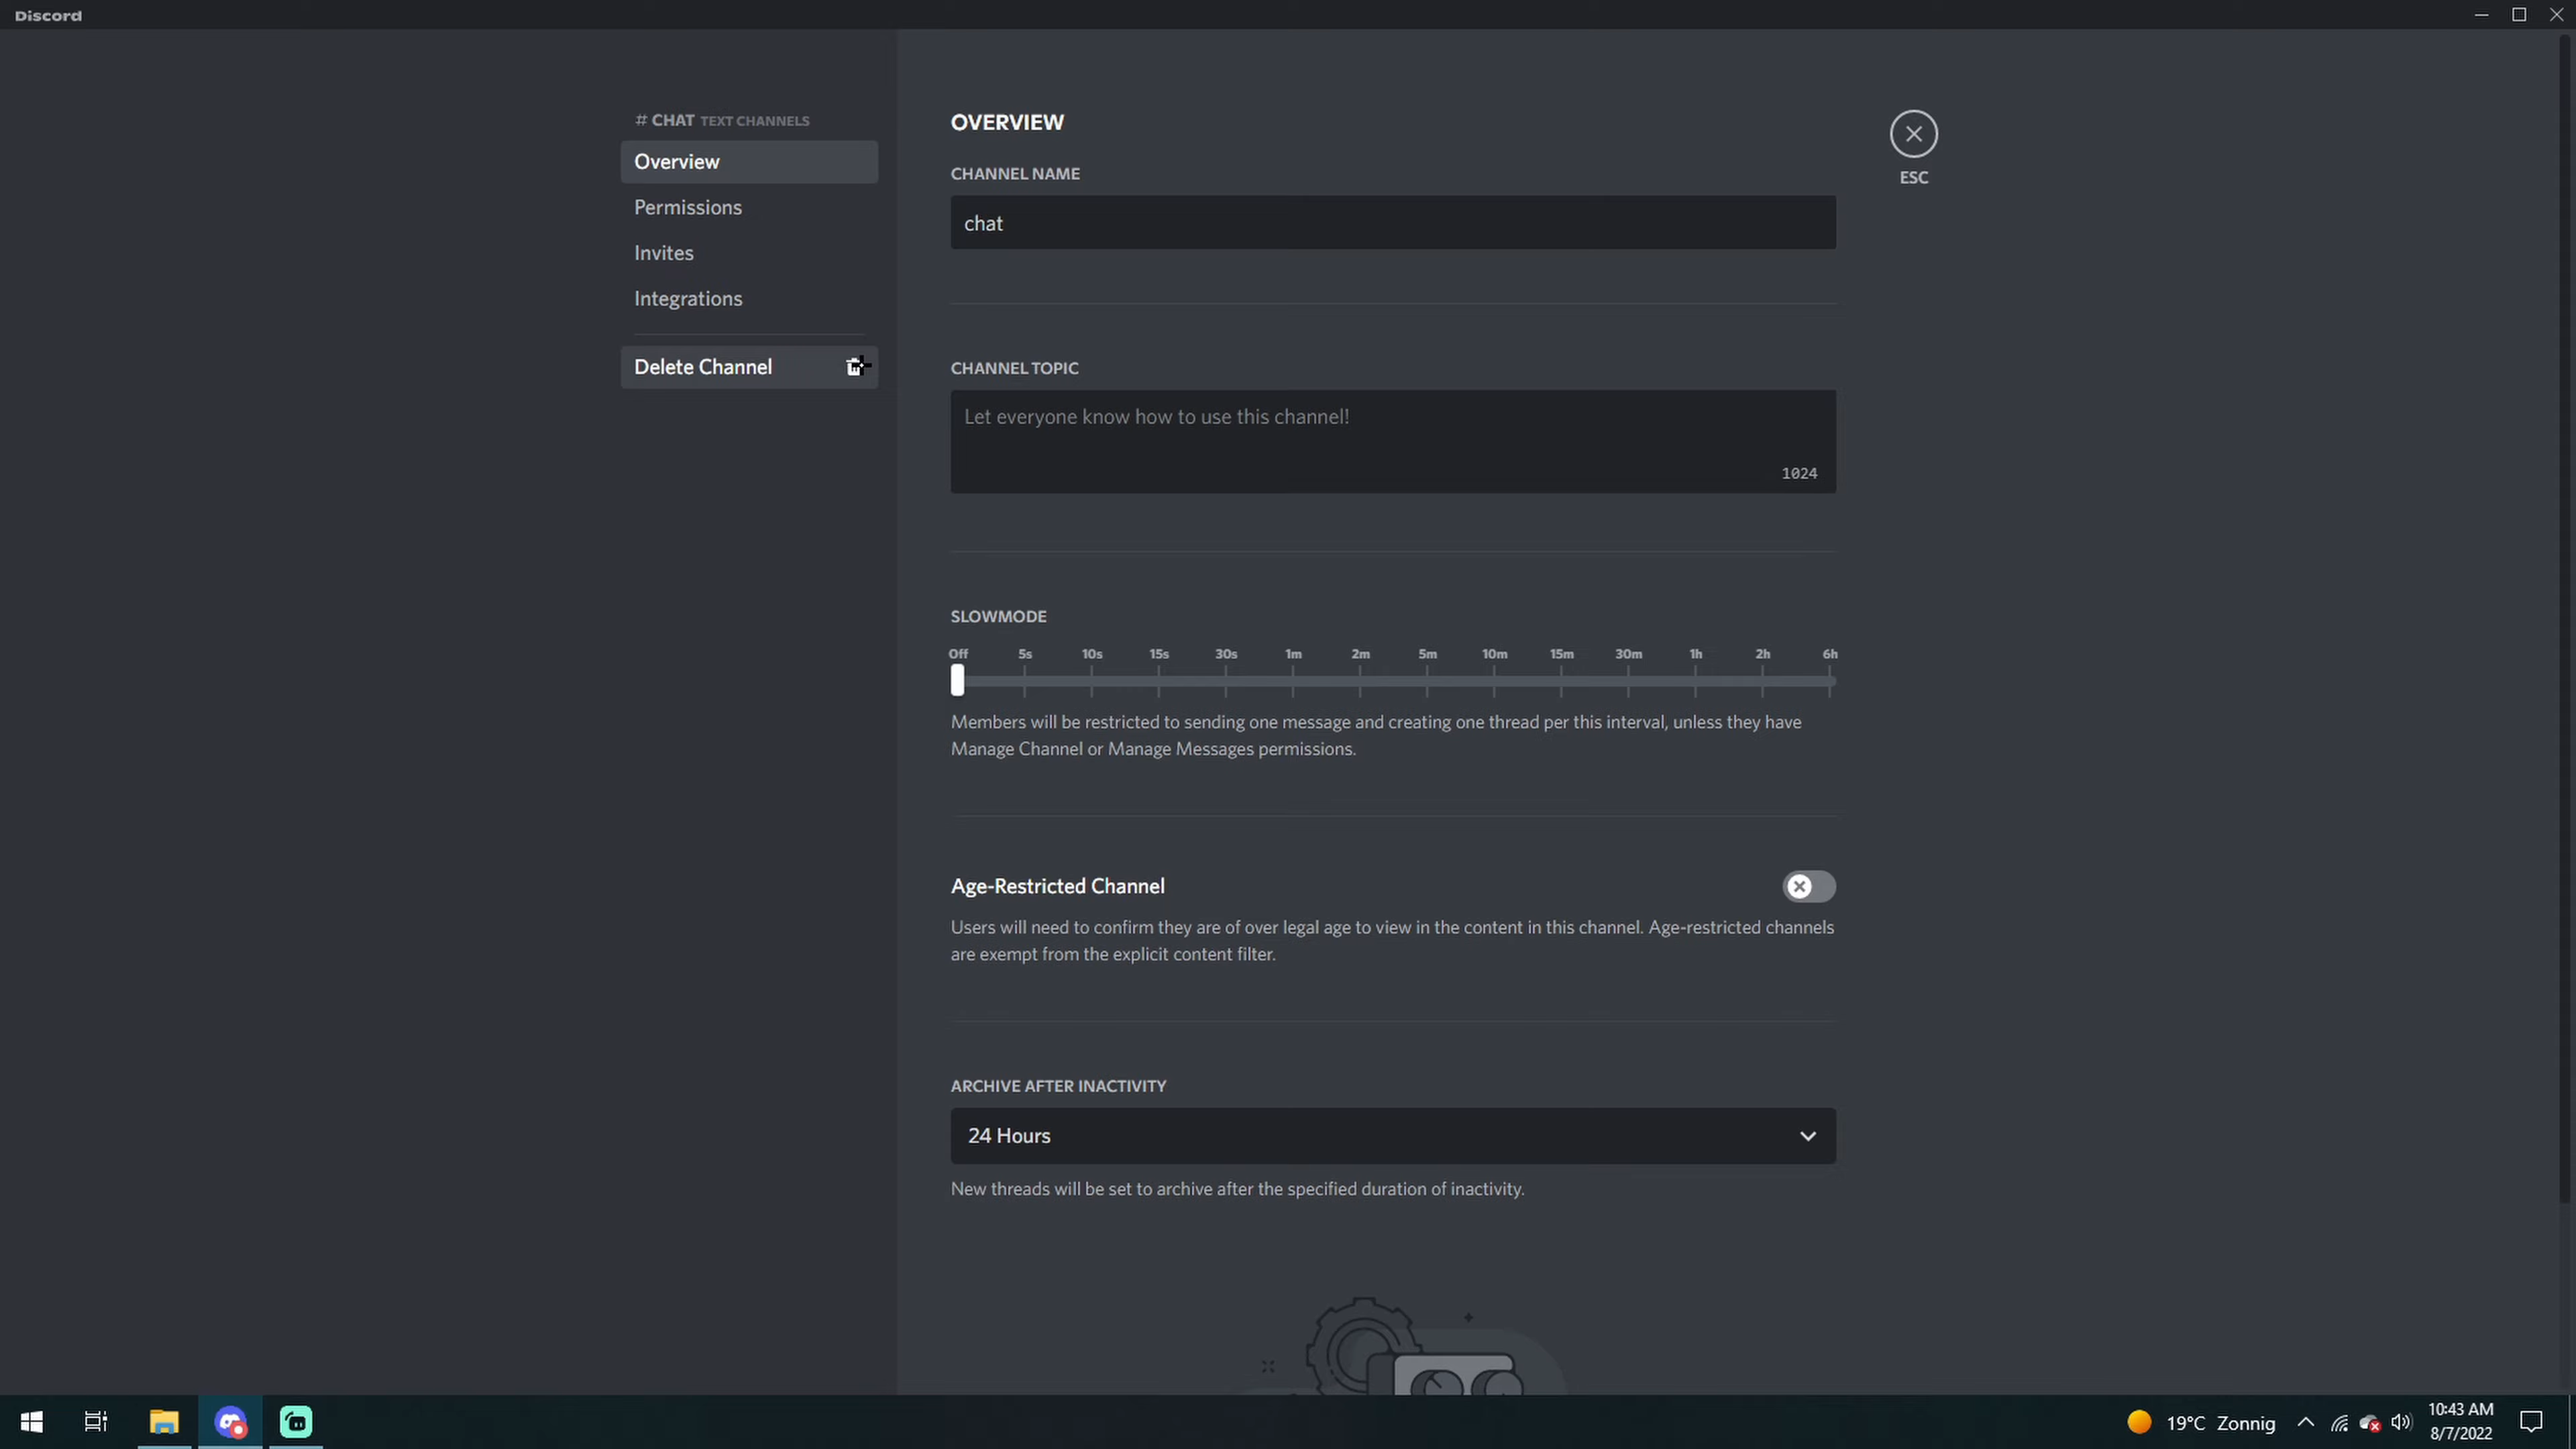 Discord
# CHAT TEXT CHANNELS
Overview
Permissions
Invites
Integrations
Delete Channel
OVERVIEW
CHANNEL NAME
chat
ESC
CHANNEL TOPIC
Let everyone know how to use this channel!
1024
SLOWMODE
Off 5s 10s 15s 30s 1m 2m 5m 10m 15m 30m 1h 2h 6h
Members will be restricted to sending one message and creating one thread per this interval, unless they have
Manage Channel or Manage Messages permissions.
Age-Restricted Channel
Users will need to confirm they are of over legal age to view in the content in this channel. Age-restricted channels
are exempt from the explicit content filter.
ARCHIVE AFTER INACTIVITY
24 Hours
New threads will be set to archive after the specified duration of inactivity.
19°C Zonnig
10:43 AM
8/7/2022